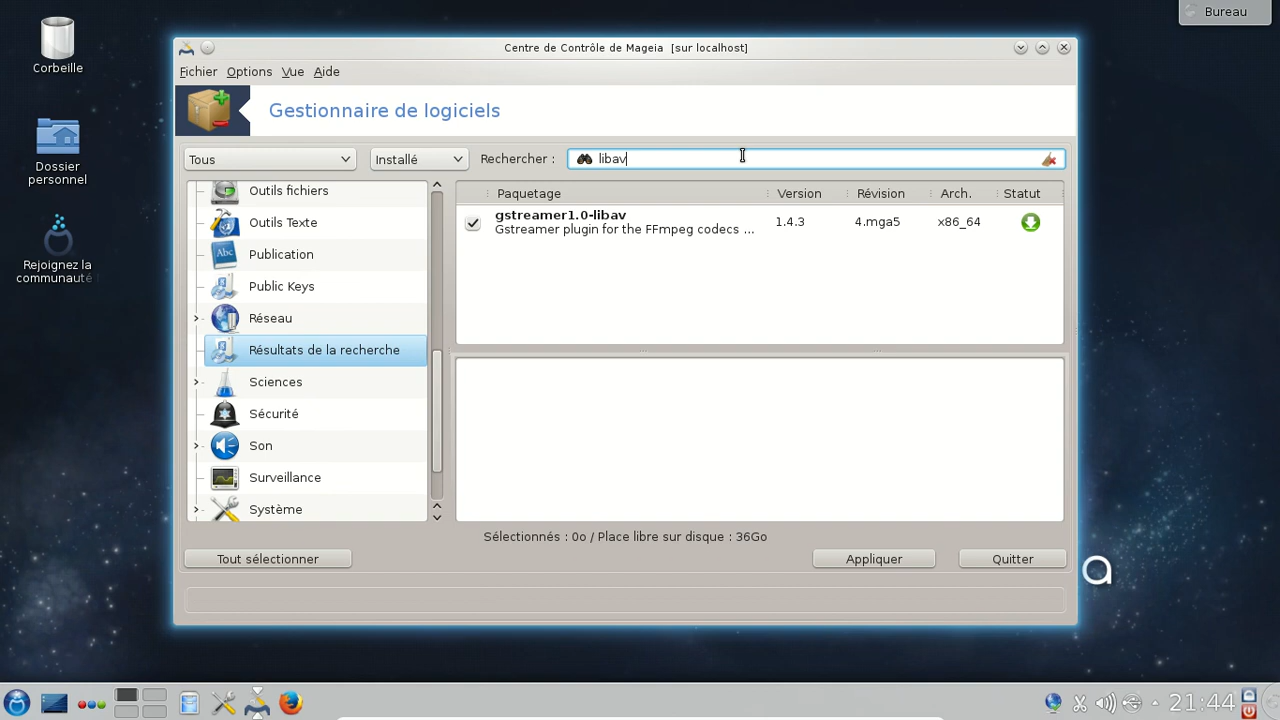 Bureau
Corbeille
Dossier
personnel
Rejoignez la
communauté
Centre de Contrôle de Mageia [sur localhost]
Fichier Options Vue Aide
Gestionnaire de logiciels
Tous Installé Rechercher : libav
Outils fichiers
Outils Texte
Publication
Public Keys
Réseau
Résultats de la recherche
Sciences
Sécurité
Son
Surveillance
Système
Paquetage Version Révision Arch. Statut
gstreamer1.0-libav 1.4.3 4.mga5 x86_64
Gstreamer plugin for the FFmpeg codecs ...
Sélectionnés : 0o / Place libre sur disque : 36Go
Tout sélectionner Appliquer Quitter
a
21:44